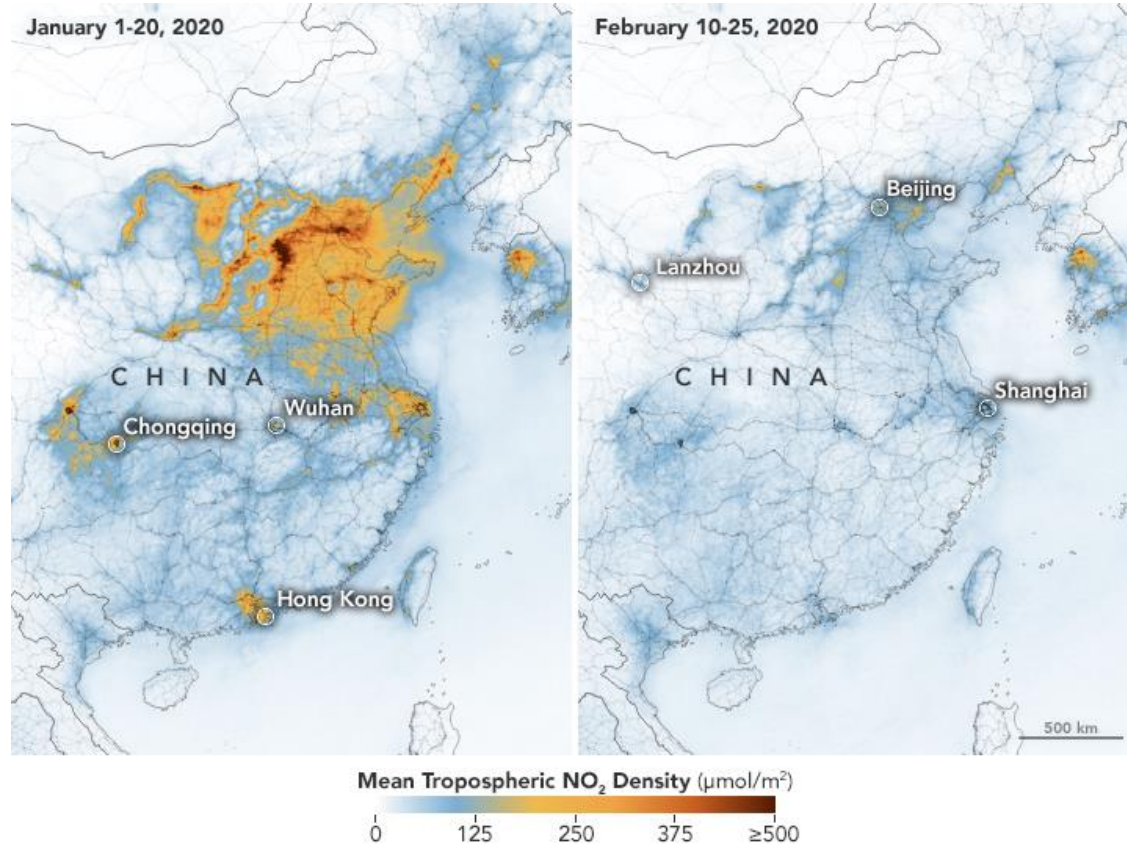 January 1-20, 2020
CHINA
Wuhan
Chongqing
Hong Kong
February 10-25, 2020
Beijing
Lanzhou
CHINA
Shanghai
500 km
Mean Tropospheric NO₂ Density (µmol/m²)
0 125 250 375 ≥500